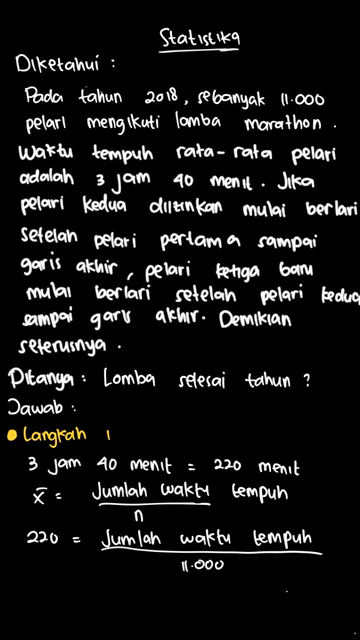 Statistika
Diketahui :
Pada tahun 2018, sebanyak 11.000
pelari mengikuti lomba marathon.
Waktu tempuh rata-rata pelari
adalah 3 jam 40 menit. Jika
pelari kedua diizinkan mulai berlari
setelah pelari pertama sampai
garis akhir, pelari ketiga baru
mulai berlari setelah pelari kedua
sampai garis akhir. Demikian
seterusnya.
Ditanya : Lomba selesai tahun ?
Jawab :
• Langkah 1
3 jam 40 menit = 220 menit
x̄ = Jumlah waktu tempuh
n
220 = Jumlah waktu tempuh
11.000